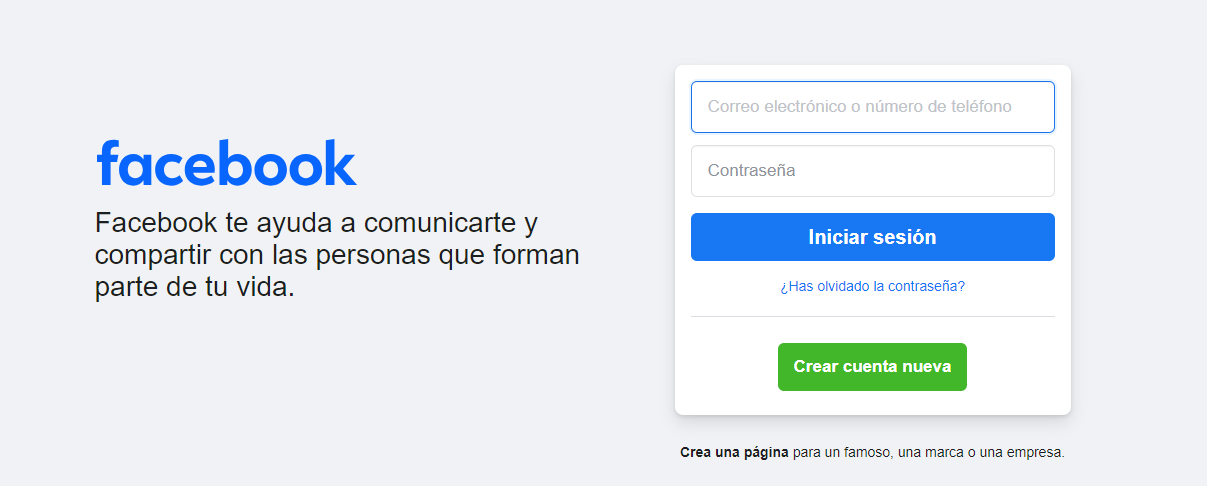 facebook
Facebook te ayuda a comunicarte y
compartir con las personas que forman
parte de tu vida.
Correo electrónico o número de teléfono
Contraseña
Iniciar sesión
¿Has olvidado la contraseña?
Crear cuenta nueva
Crea una página para un famoso, una marca o una empresa.